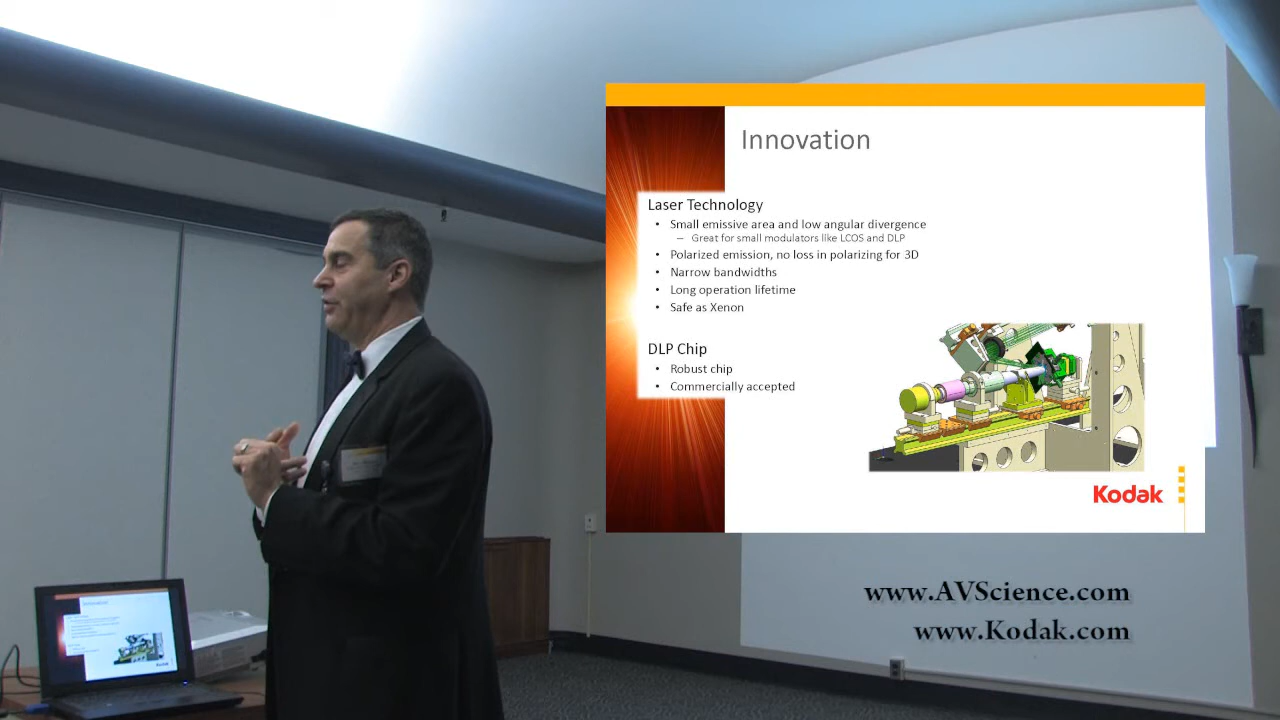 Innovation
Laser Technology
• Small emissive area and low angular divergence
– Great for small modulators like LCOS and DLP
• Polarized emission, no loss in polarizing for 3D
• Narrow bandwidths
• Long operation lifetime
• Safe as Xenon
DLP Chip
• Robust chip
• Commercially accepted
Kodak
www.AVScience.com
www.Kodak.com